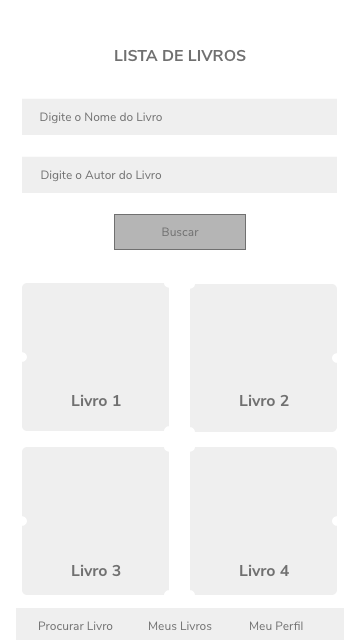 LISTA DE LIVROS
Digite o Nome do Livro
Digite o Autor do Livro
Buscar
Livro 1
Livro 2
Livro 3
Livro 4
Procurar Livro
Meus Livros
Meu Perfil